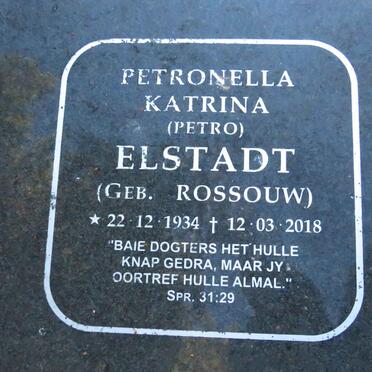 PETRONELLA
KATRINA
(PETRO)
ELSTADT
(GEB. ROSSOUW)
★ 22·12·1934 † 12·03·2018
"BAIE DOGTERS HET HULLE
KNAP GEDRA, MAAR JY
OORTREF HULLE ALMAL."
SPR. 31:29